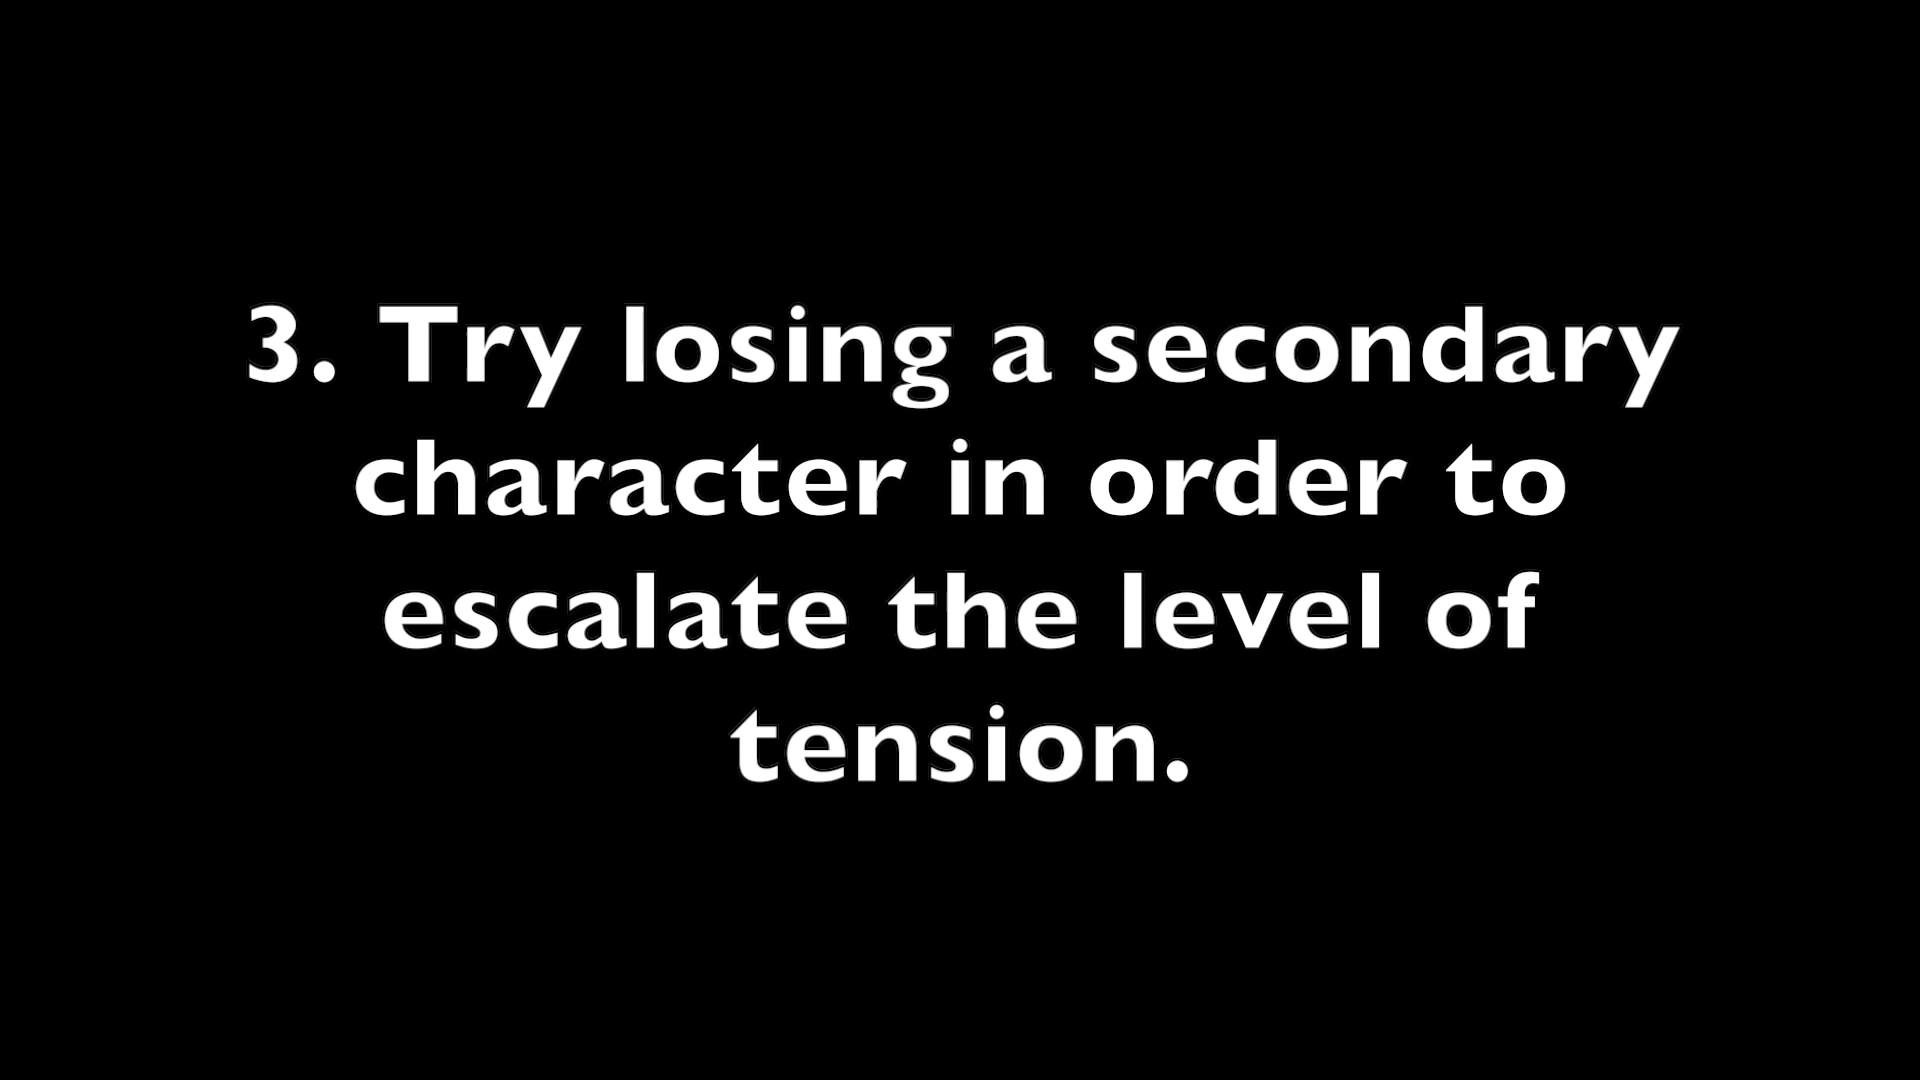 3. Try losing a secondary
character in order to
escalate the level of
tension.